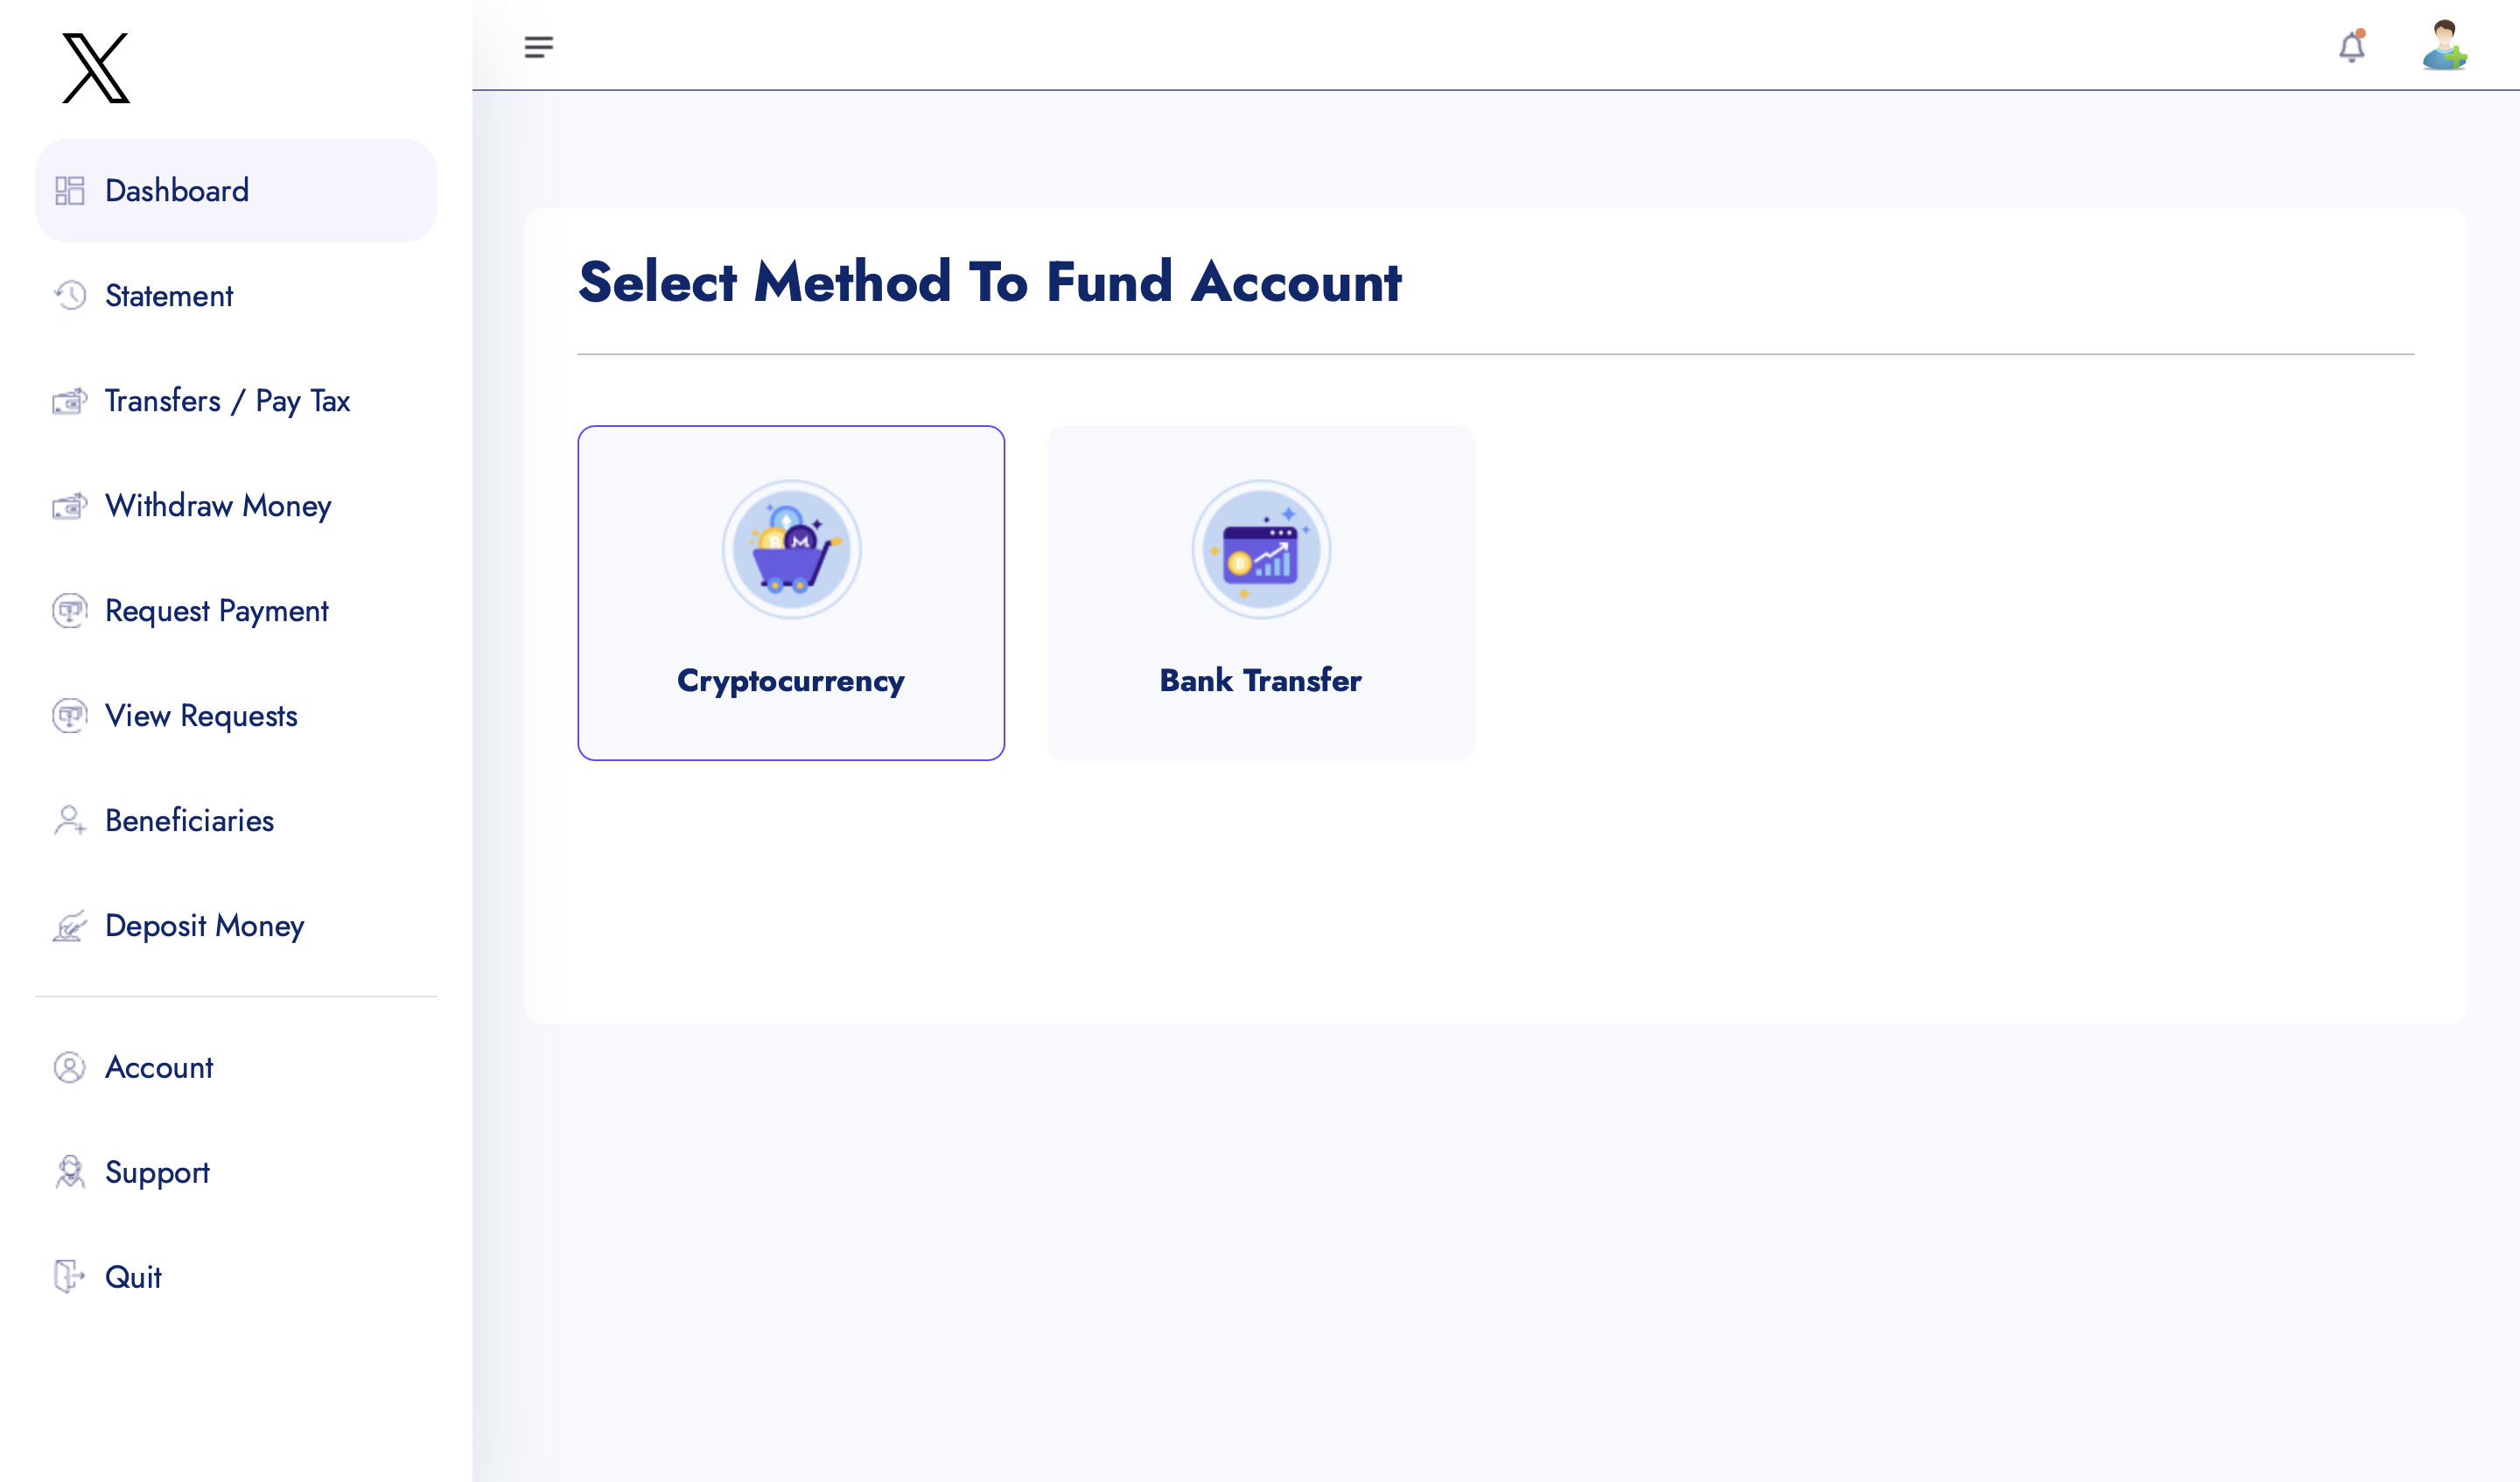 Dashboard
Statement
Transfers / Pay Tax
Withdraw Money
Request Payment
View Requests
Beneficiaries
Deposit Money
Account
Support
Quit
Select Method To Fund Account
Cryptocurrency
Bank Transfer